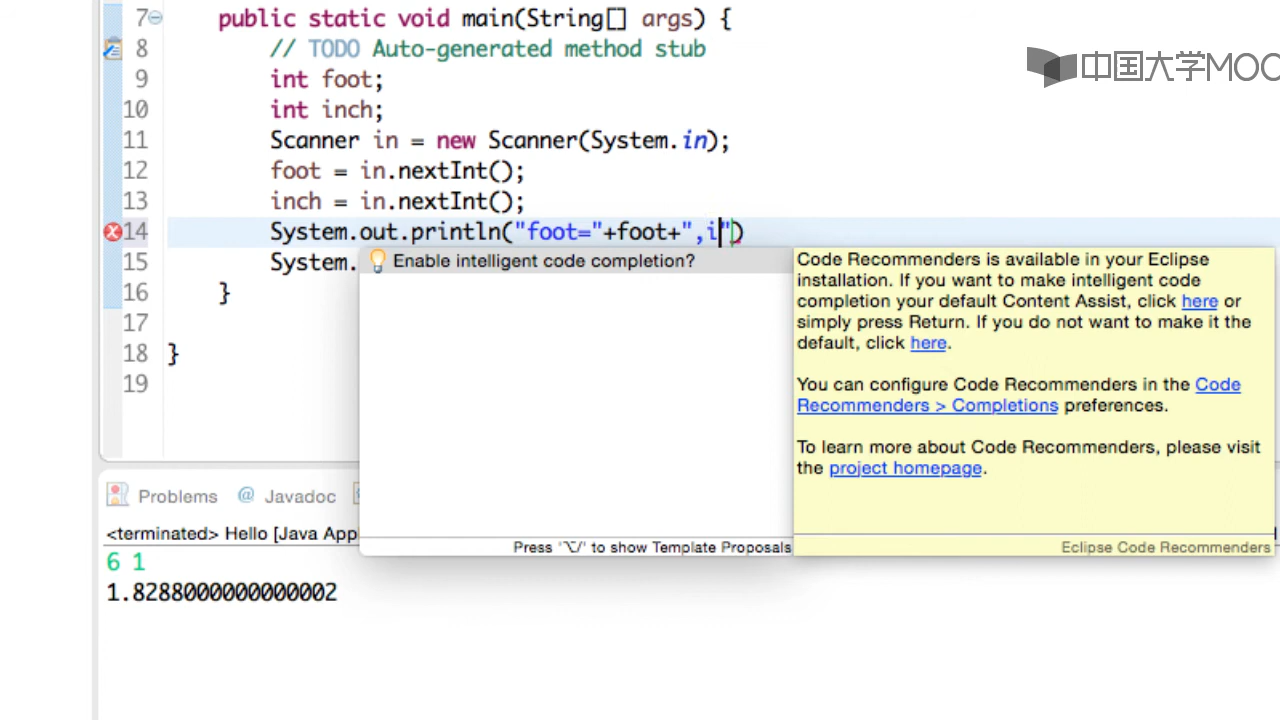 7 public static void main(String[] args) {
中国大学MOO
8 // TODO Auto-generated method stub
9 int foot;
10 int inch;
11 Scanner in = new Scanner(System.in);
12 foot = in.nextInt();
13 inch = in.nextInt();
14 System.out.println("foot="+foot+",i")
15 System.
16 }
17
18 }
19
Enable intelligent code completion?
Press '⌥/' to show Template Proposals
Code Recommenders is available in your Eclipse
installation. If you want to make intelligent code
completion your default Content Assist, click here or
simply press Return. If you do not want to make it the
default, click here.
You can configure Code Recommenders in the Code
Recommenders > Completions preferences.
To learn more about Code Recommenders, please visit
the project homepage.
Eclipse Code Recommenders
Problems @ Javadoc
<terminated> Hello [Java App
6 1
1.8288000000000002